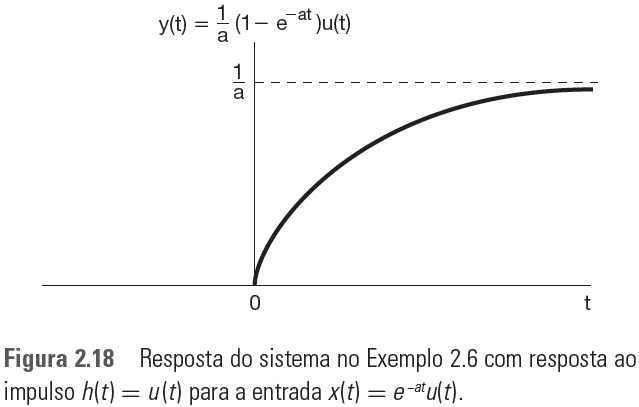 y(t) = 1/a (1 − e^−at)u(t)
1/a
0
t
Figura 2.18 Resposta do sistema no Exemplo 2.6 com resposta ao
impulso h(t) = u(t) para a entrada x(t) = e^−at u(t).